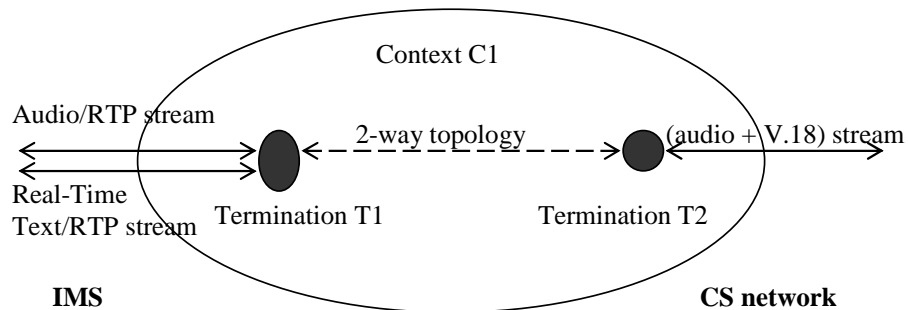 Context C1
Audio/RTP stream
2-way topology
(audio + V.18) stream
Real-Time
Text/RTP stream
Termination T1
Termination T2
IMS
CS network